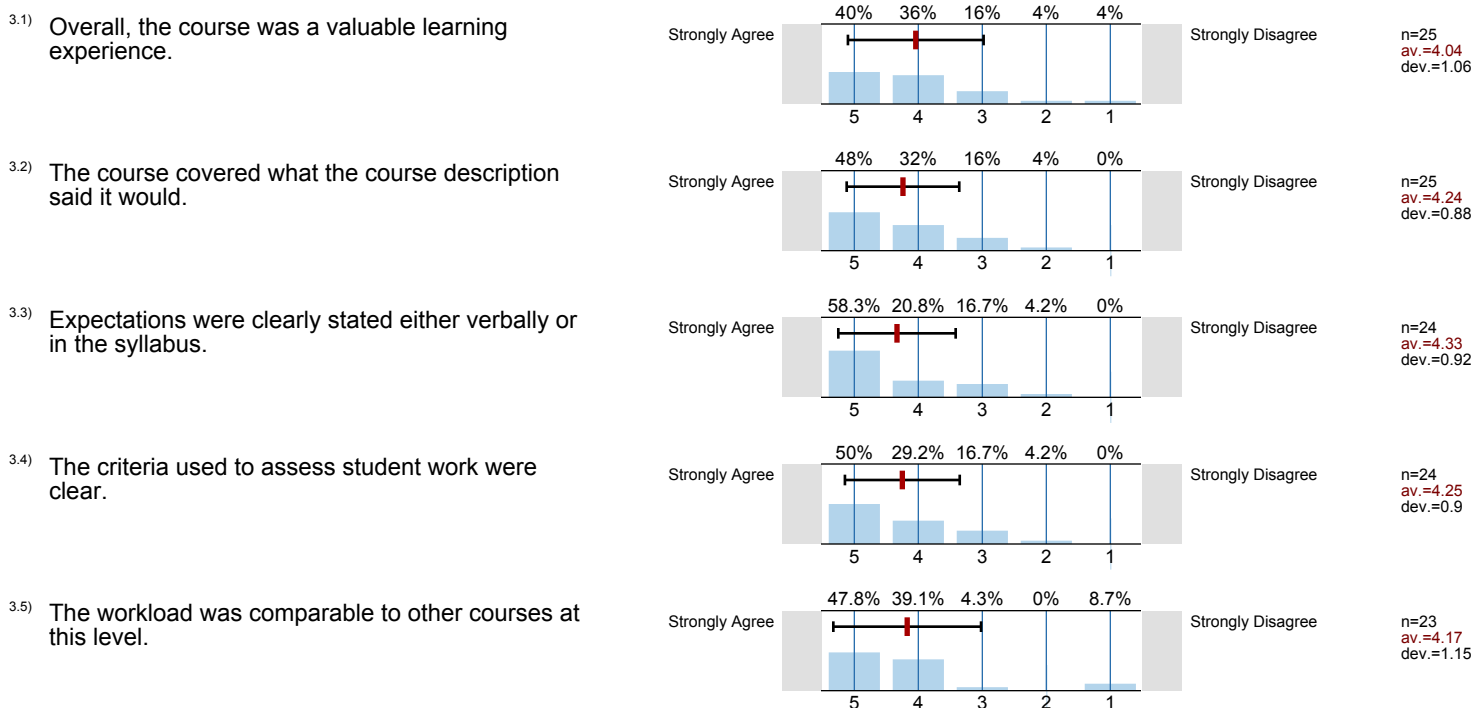 40% 36% 16% 4% 4%
3.1) Overall, the course was a valuable learning
experience.
Strongly Agree
Strongly Disagree
n=25
av.=4.04
dev.=1.06
5 4 3 2 1
48% 32% 16% 4% 0%
3.2) The course covered what the course description
said it would.
Strongly Agree
Strongly Disagree
n=25
av.=4.24
dev.=0.88
5 4 3 2 1
58.3% 20.8% 16.7% 4.2% 0%
3.3) Expectations were clearly stated either verbally or
in the syllabus.
Strongly Agree
Strongly Disagree
n=24
av.=4.33
dev.=0.92
5 4 3 2 1
50% 29.2% 16.7% 4.2% 0%
3.4) The criteria used to assess student work were
clear.
Strongly Agree
Strongly Disagree
n=24
av.=4.25
dev.=0.9
5 4 3 2 1
47.8% 39.1% 4.3% 0% 8.7%
3.5) The workload was comparable to other courses at
this level.
Strongly Agree
Strongly Disagree
n=23
av.=4.17
dev.=1.15
5 4 3 2 1